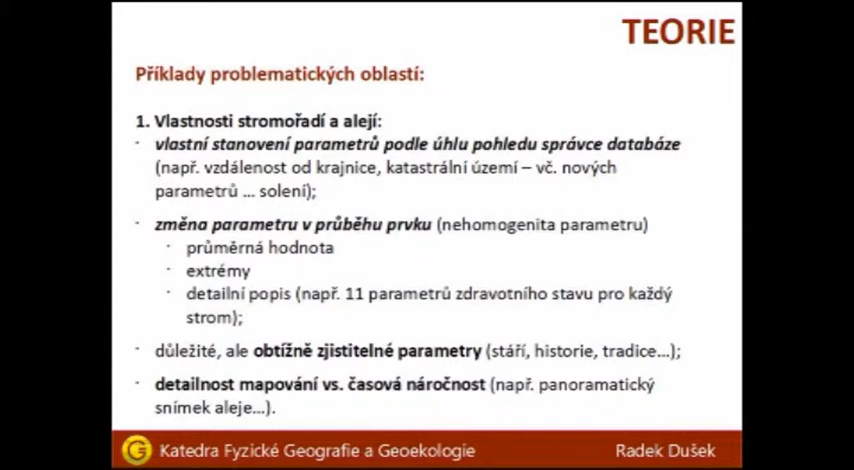 TEORIE
Příklady problematických oblastí:
1. Vlastnosti stromořadí a alejí:
· vlastní stanovení parametrů podle úhlu pohledu správce databáze
(např. vzdálenost od krajnice, katastrální území – vč. nových
parametrů ... solení);
· změna parametru v průběhu prvku (nehomogenita parametru)
· průměrná hodnota
· extrémy
· detailní popis (např. 11 parametrů zdravotního stavu pro každý
strom);
· důležité, ale obtížně zjistitelné parametry (stáří, historie, tradice...);
· detailnost mapování vs. časová náročnost (např. panoramatický
snímek aleje...).
G Katedra Fyzické Geografie a Geoekologie Radek Dušek